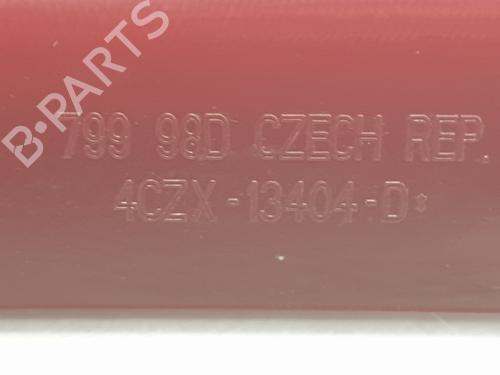 B-PARTS
799 98D CZECH REP.
4CZX-13404-D